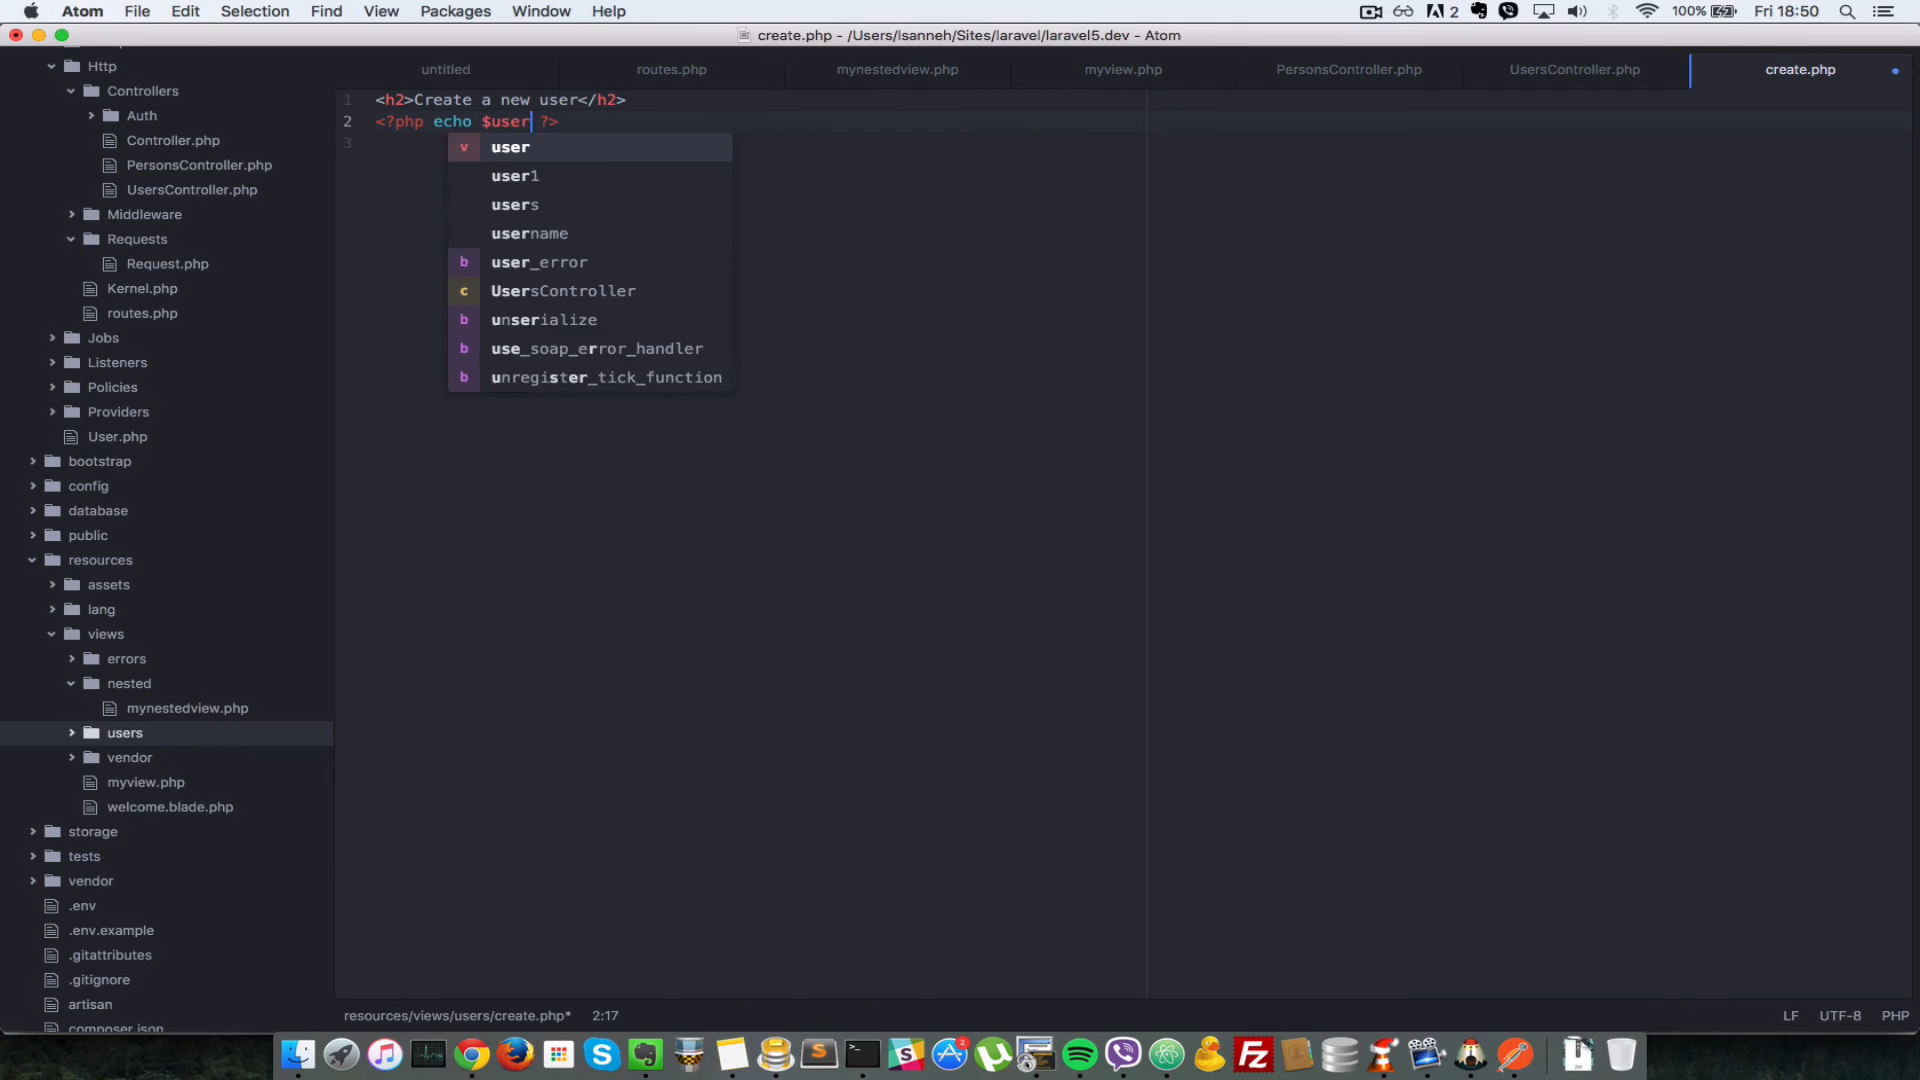 Atom File Edit Selection Find View Packages Window Help
2 100% Fri 18:50
create.php - /Users/lsanneh/Sites/laravel/laravel5.dev - Atom
untitled routes.php mynestedview.php myview.php PersonsController.php UsersController.php create.php
Http
Controllers
Auth
Controller.php
PersonsController.php
UsersController.php
Middleware
Requests
Request.php
Kernel.php
routes.php
Jobs
Listeners
Policies
Providers
User.php
bootstrap
config
database
public
resources
assets
lang
views
errors
nested
mynestedview.php
users
vendor
myview.php
welcome.blade.php
storage
tests
vendor
.env
.env.example
.gitattributes
.gitignore
artisan
composer.json
1 <h2>Create a new user</h2>
2 <?php echo $user ?>
3
v user
user1
users
username
b user_error
c UsersController
b unserialize
b use_soap_error_handler
b unregister_tick_function
resources/views/users/create.php* 2:17
LF UTF-8 PHP